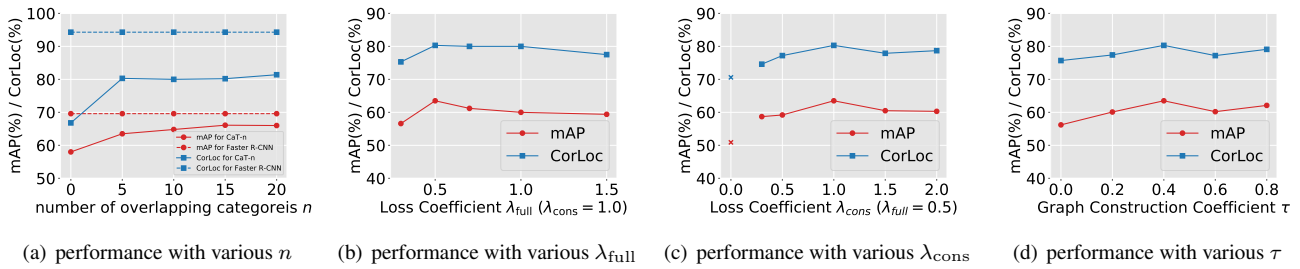 mAP(%) / CorLoc(%)
100
90
80
70
60
50
0
5
10
15
20
mAP for CaT-n
mAP for Faster R-CNN
CorLoc for CaT-n
CorLoc for Faster R-CNN
number of overlapping categoreis n
(a) performance with various n
mAP(%) / CorLoc(%)
90
80
70
60
50
40
0.5
1.0
1.5
mAP
CorLoc
Loss Coefficient λfull (λcons = 1.0)
(b) performance with various λfull
mAP(%) / CorLoc(%)
90
80
70
60
50
40
0.0
0.5
1.0
1.5
2.0
mAP
CorLoc
Loss Coefficient λcons (λfull = 0.5)
(c) performance with various λcons
mAP(%) / CorLoc(%)
90
80
70
60
50
40
0.0
0.2
0.4
0.6
0.8
mAP
CorLoc
Graph Construction Coefficient τ
(d) performance with various τ